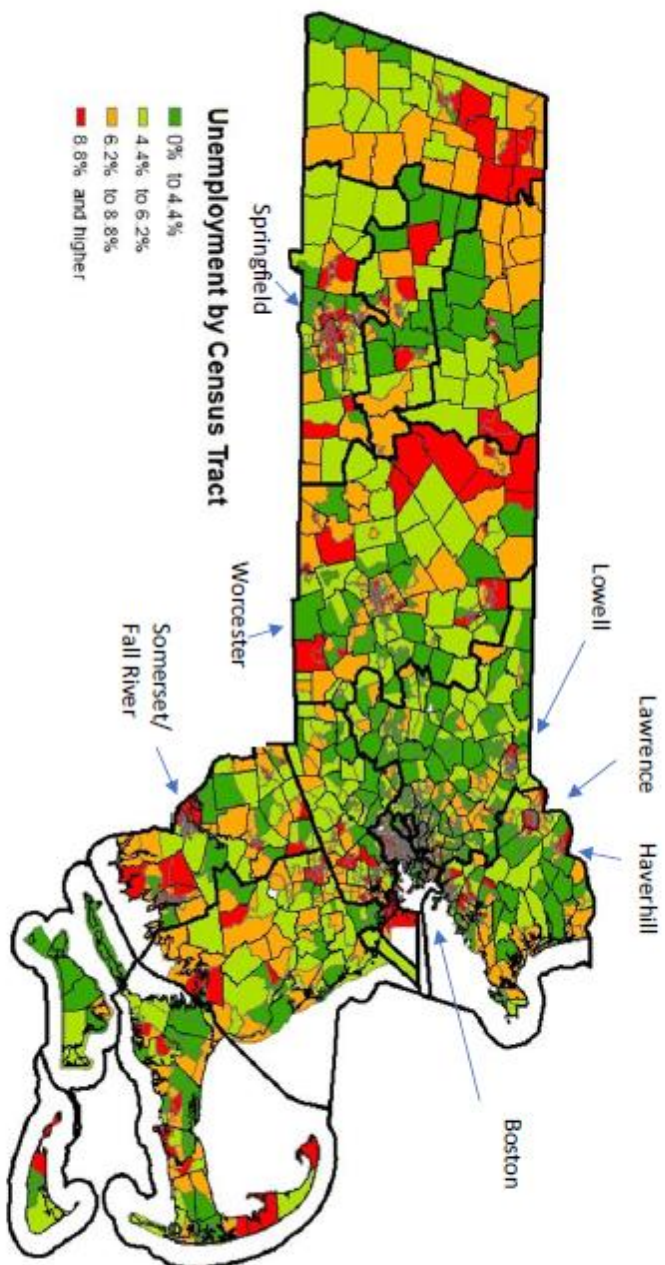 Lowell
Lawrence
Haverhill
Boston
Springfield
Worcester
Somerset/
Fall River
Unemployment by Census Tract
0% to 4.4%
4.4% to 6.2%
6.2% to 8.8%
8.8% and higher